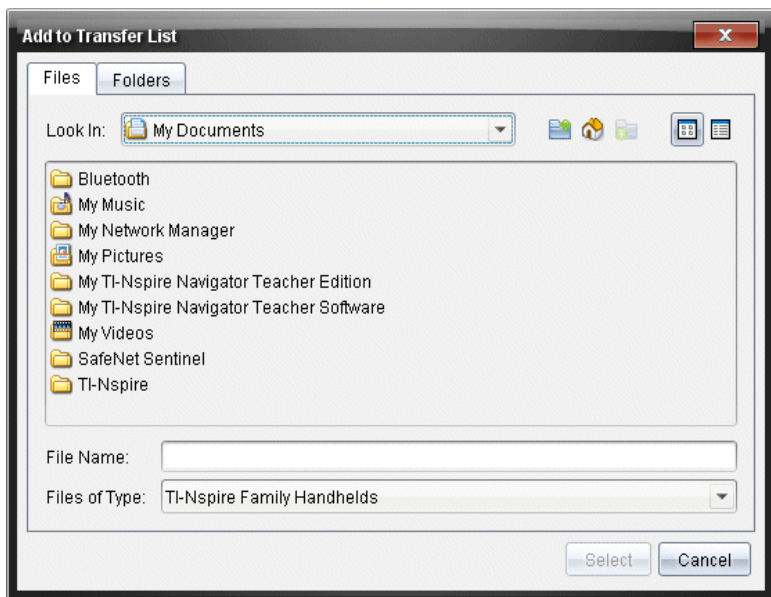 Add to Transfer List
Files Folders
Look In: My Documents
Bluetooth
My Music
My Network Manager
My Pictures
My TI-Nspire Navigator Teacher Edition
My TI-Nspire Navigator Teacher Software
My Videos
SafeNet Sentinel
TI-Nspire
File Name:
Files of Type: TI-Nspire Family Handhelds
Select Cancel